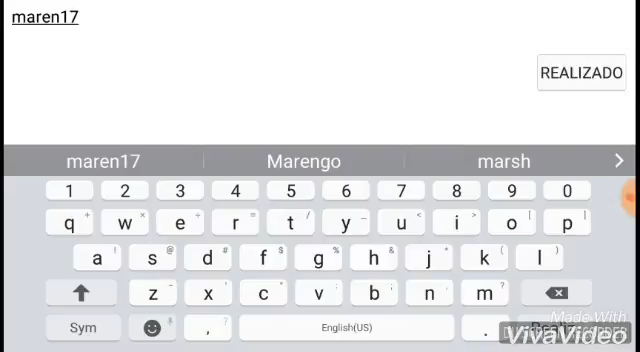 maren17
REALIZADO
maren17 Marengo marsh >
1 2 3 4 5 6 7 8 9 0
q w e r t y u i o p
a s d f g h j k l
z x c v b n m
Sym , English(US) .
Made With
VivaVideo